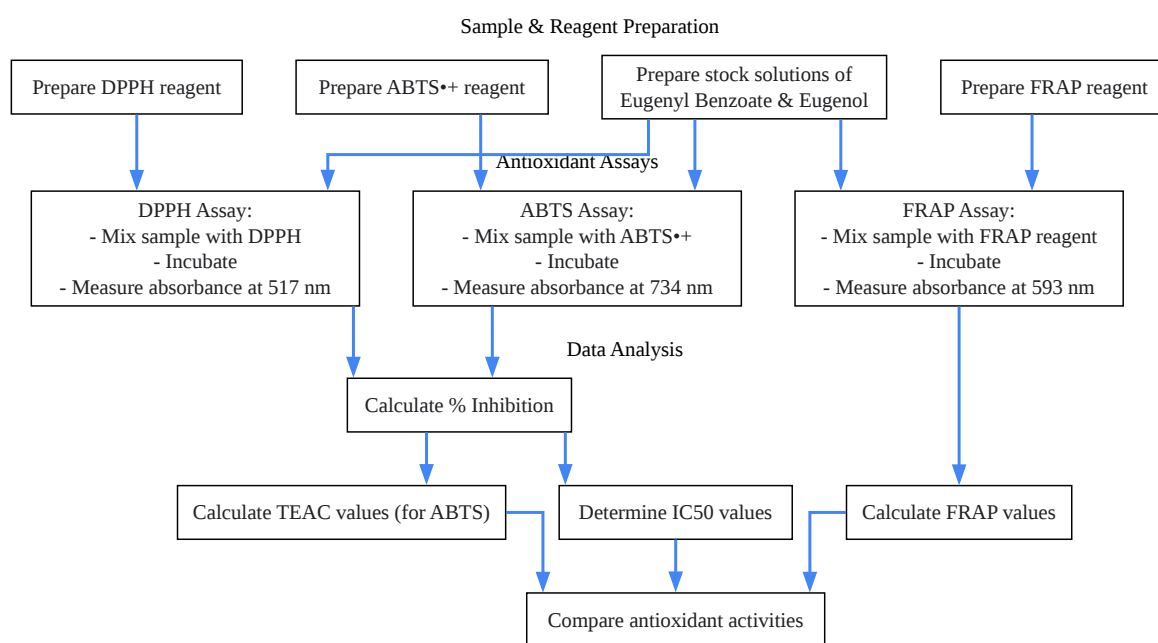 Sample & Reagent Preparation
Prepare DPPH reagent
Prepare ABTS•+ reagent
Prepare stock solutions of
Eugenyl Benzoate & Eugenol
Prepare FRAP reagent
Antioxidant Assays
DPPH Assay:
- Mix sample with DPPH
- Incubate
- Measure absorbance at 517 nm
ABTS Assay:
- Mix sample with ABTS•+
- Incubate
- Measure absorbance at 734 nm
FRAP Assay:
- Mix sample with FRAP reagent
- Incubate
- Measure absorbance at 593 nm
Data Analysis
Calculate % Inhibition
Calculate TEAC values (for ABTS)
Determine IC50 values
Calculate FRAP values
Compare antioxidant activities